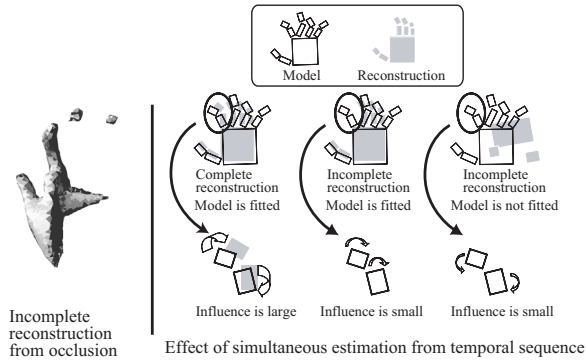 Model
Reconstruction
Complete
reconstruction
Model is fitted
Incomplete
reconstruction
Model is fitted
Incomplete
reconstruction
Model is not fitted
Influence is large
Influence is small
Influence is small
Incomplete
reconstruction
from occlusion
Effect of simultaneous estimation from temporal sequence